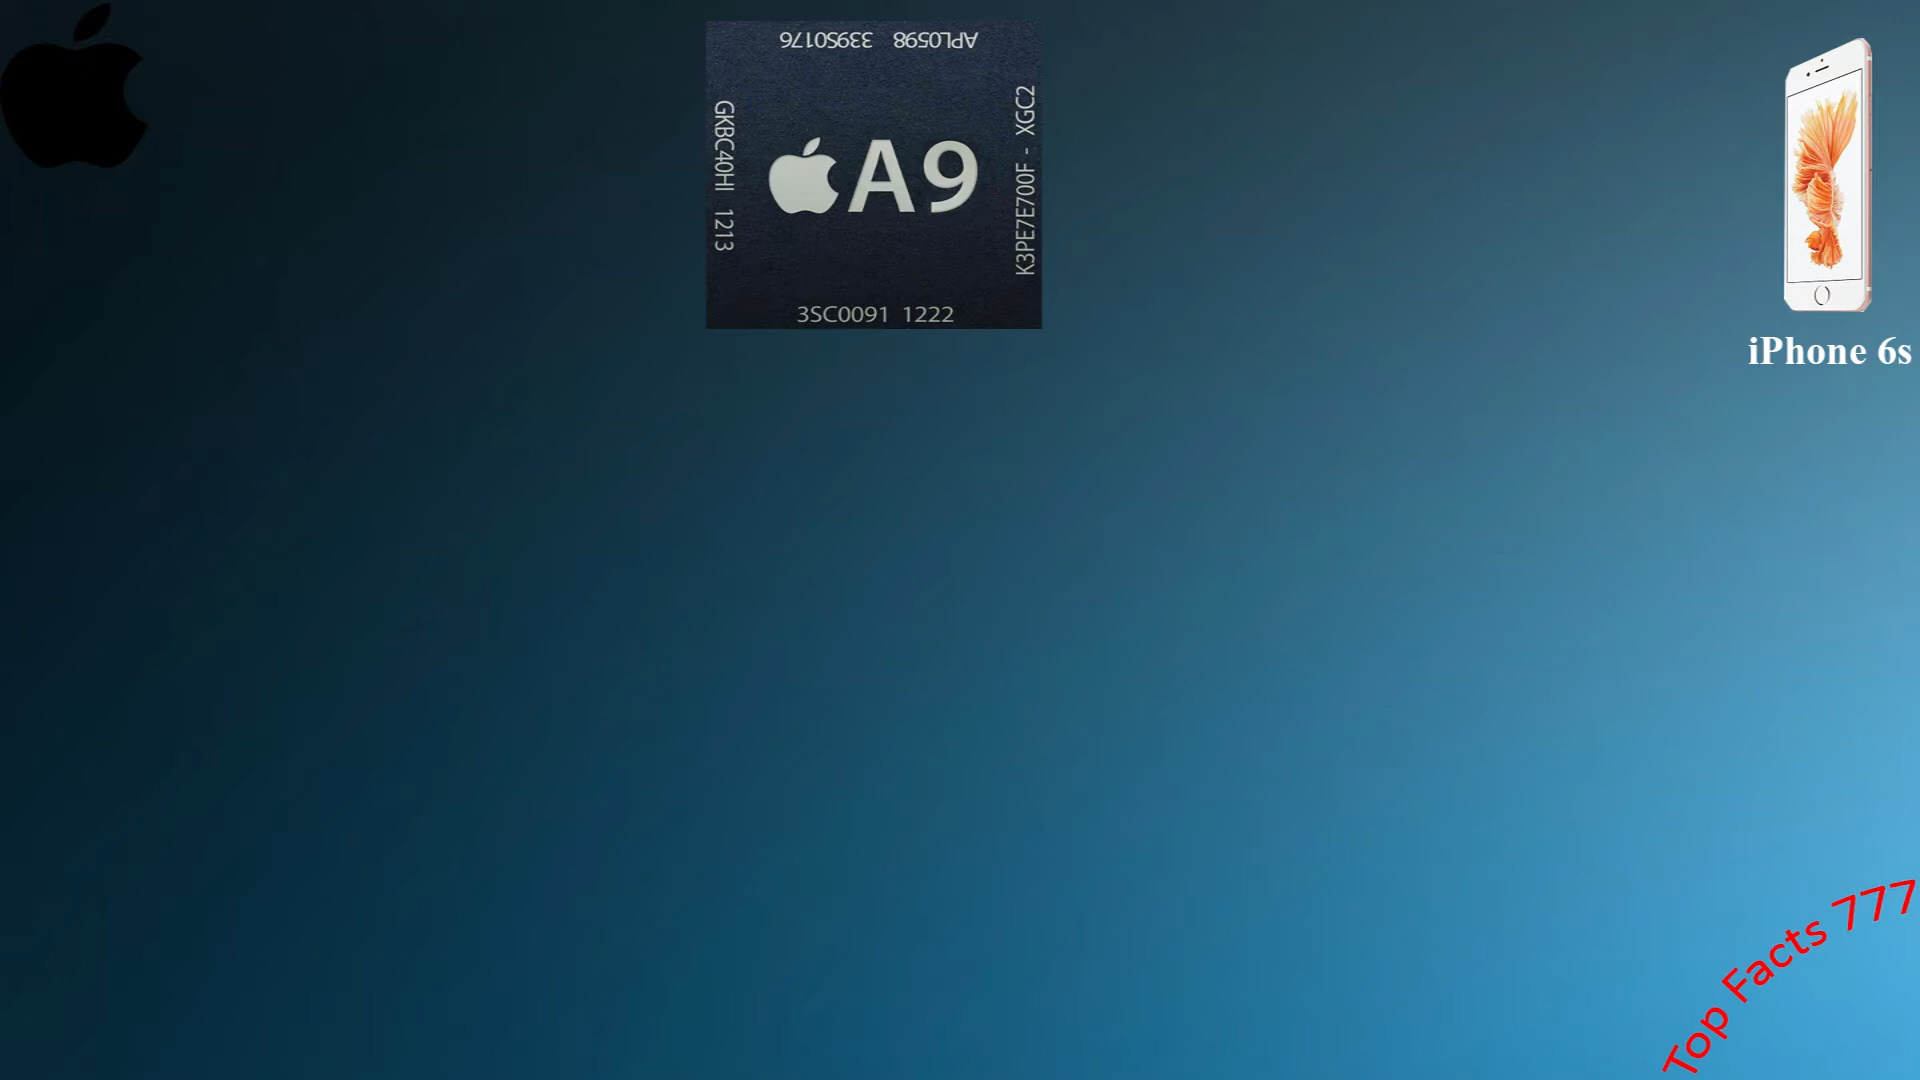 339S0176 APL0598
GKBC40HI 1213
A9
K3PE7E700F - XGC2
3SC0091 1222
iPhone 6s
Top Facts 777